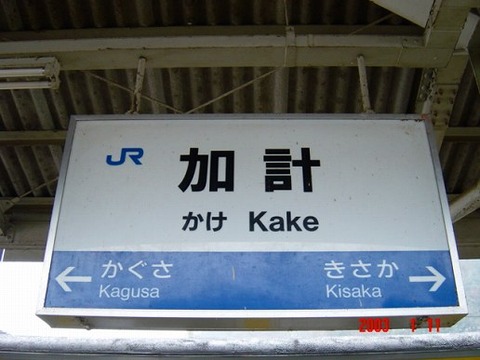 JR 加計
かけ Kake
← かぐさ きさか →
Kagusa Kisaka